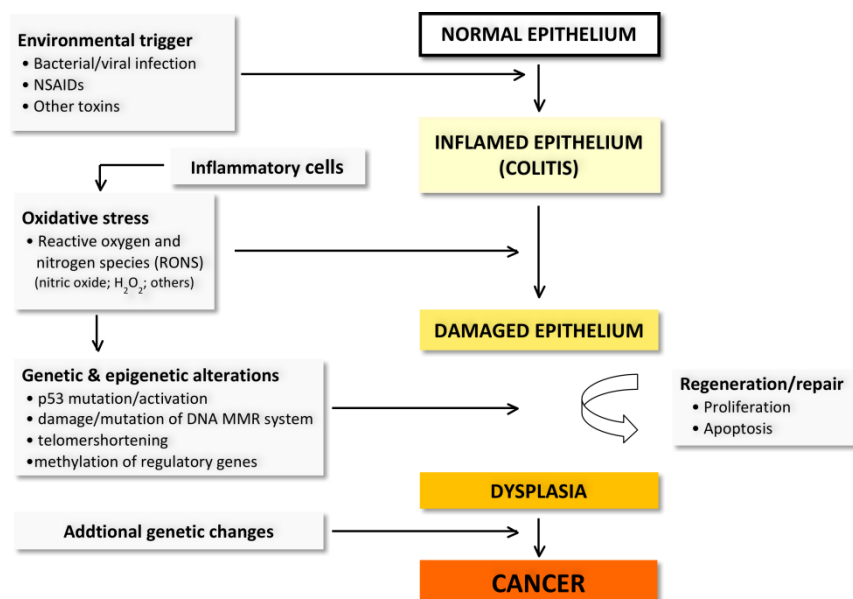 Environmental trigger
• Bacterial/viral infection
• NSAIDs
• Other toxins
NORMAL EPITHELIUM
INFLAMED EPITHELIUM
(COLITIS)
Inflammatory cells
Oxidative stress
• Reactive oxygen and
nitrogen species (RONS)
(nitric oxide; H₂O₂; others)
DAMAGED EPITHELIUM
Genetic & epigenetic alterations
• p53 mutation/activation
• damage/mutation of DNA MMR system
• telomershortening
•methylation of regulatory genes
Regeneration/repair
• Proliferation
• Apoptosis
DYSPLASIA
Addtional genetic changes
CANCER